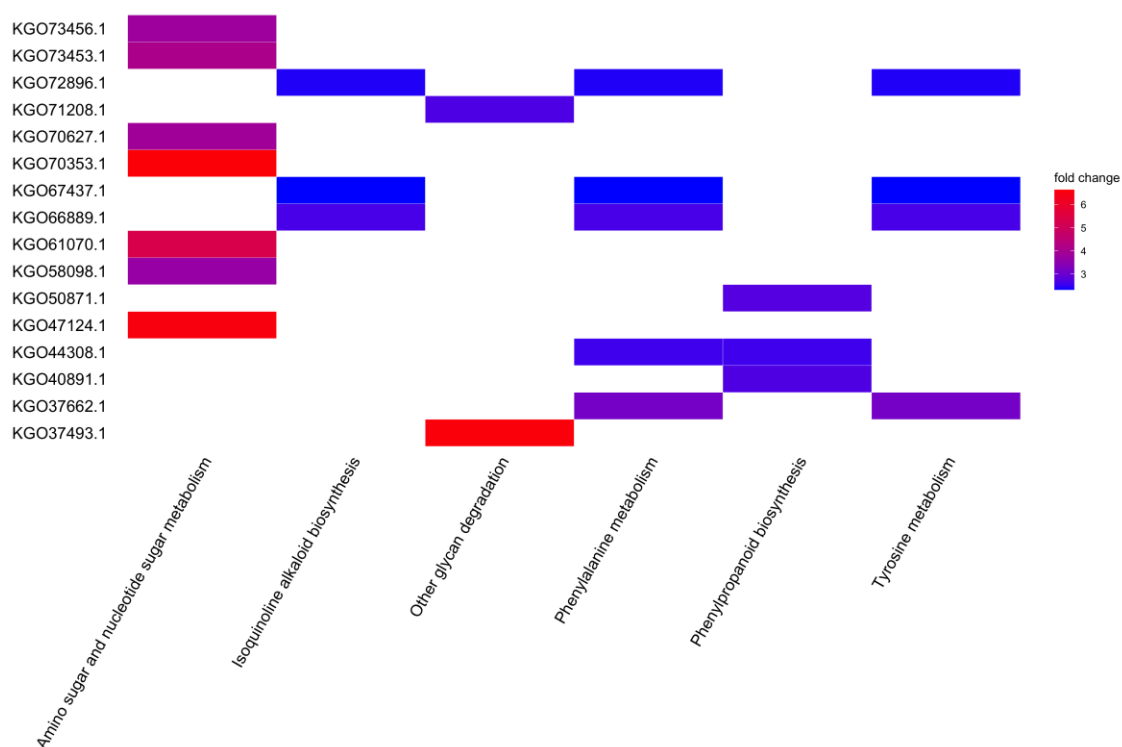 KGO73456.1
KGO73453.1
KGO72896.1
KGO71208.1
KGO70627.1
KGO70353.1
KGO67437.1
KGO66889.1
KGO61070.1
KGO58098.1
KGO50871.1
KGO47124.1
KGO44308.1
KGO40891.1
KGO37662.1
KGO37493.1
fold change
6
5
4
3
Amino sugar and nucleotide sugar metabolism
Isoquinoline alkaloid biosynthesis
Other glycan degradation
Phenylalanine metabolism
Phenylpropanoid biosynthesis
Tyrosine metabolism